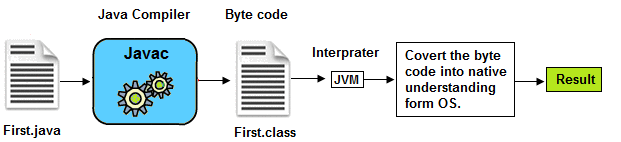 Java Compiler
Byte code
Javac
Interprater
JVM
Covert the byte
code into native
understanding
form OS.
Result
First.java
First.class